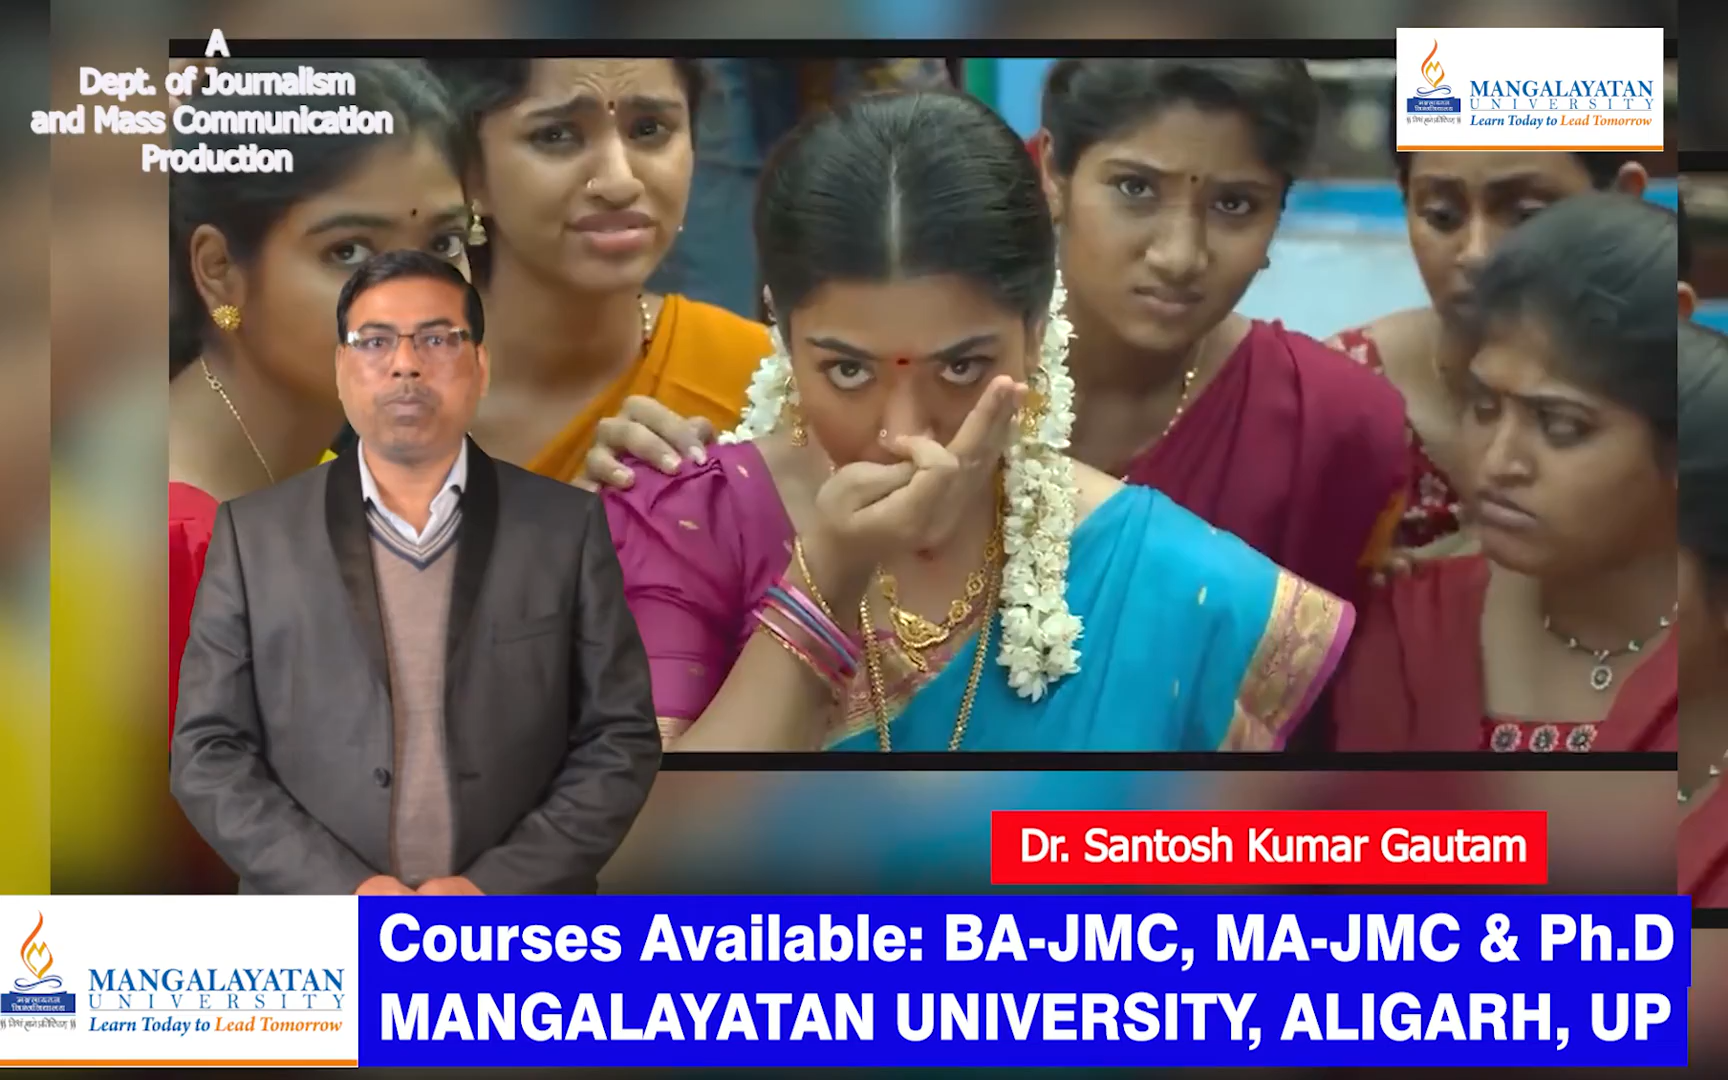 A
Dept. of Journalism
and Mass Communication
Production
MANGALAYATAN
UNIVERSITY
Learn Today to Lead Tomorrow
Dr. Santosh Kumar Gautam
Courses Available: BA-JMC, MA-JMC & Ph.D
MANGALAYATAN UNIVERSITY, ALIGARH, UP
MANGALAYATAN
UNIVERSITY
Learn Today to Lead Tomorrow